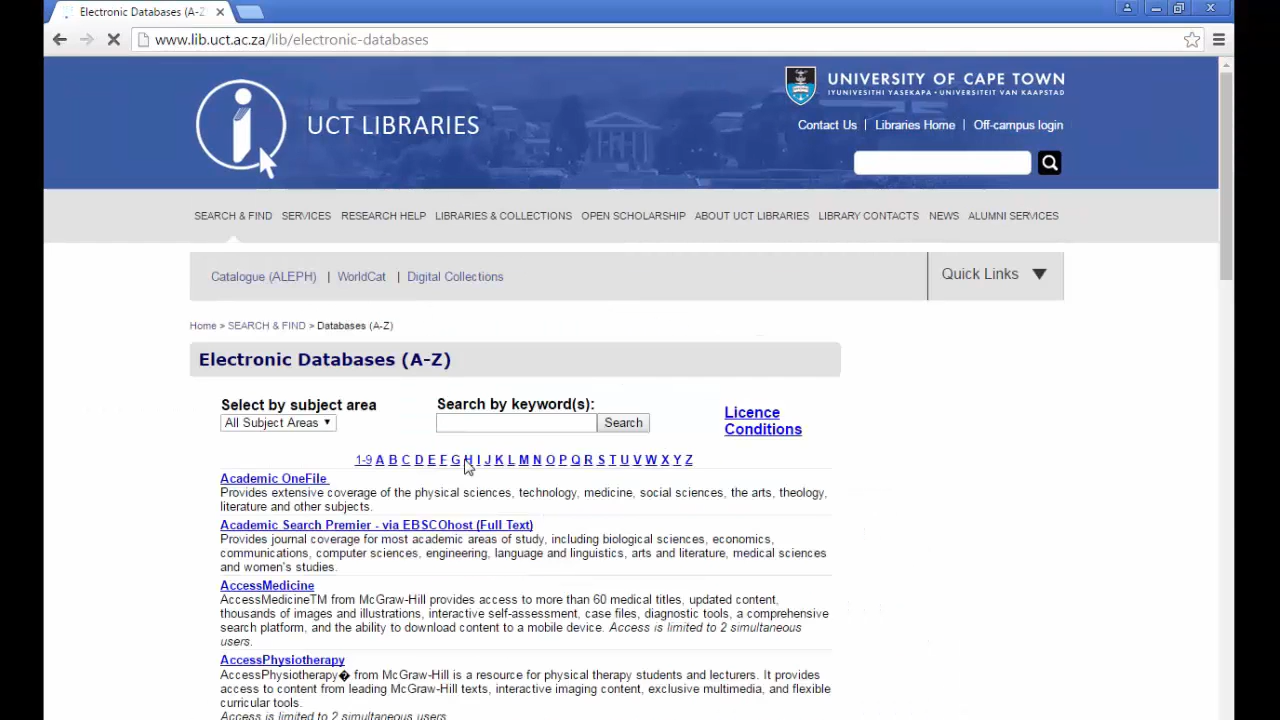 Electronic Databases (A-Z
www.lib.uct.ac.za/lib/electronic-databases
UNIVERSITY OF CAPE TOWN
IYUNIVESITHI YASEKAPA • UNIVERSITEIT VAN KAAPSTAD
UCT LIBRARIES
Contact Us | Libraries Home | Off-campus login
SEARCH & FIND SERVICES RESEARCH HELP LIBRARIES & COLLECTIONS OPEN SCHOLARSHIP ABOUT UCT LIBRARIES LIBRARY CONTACTS NEWS ALUMNI SERVICES
Catalogue (ALEPH) | WorldCat | Digital Collections Quick Links
Home > SEARCH & FIND > Databases (A-Z)
Electronic Databases (A-Z)
Select by subject area
All Subject Areas
Search by keyword(s):
Search
Licence
Conditions
1-9 A B C D E F G H I J K L M N O P Q R S T U V W X Y Z
Academic OneFile
Provides extensive coverage of the physical sciences, technology, medicine, social sciences, the arts, theology,
literature and other subjects.
Academic Search Premier - via EBSCOhost (Full Text)
Provides journal coverage for most academic areas of study, including biological sciences, economics,
communications, computer sciences, engineering, language and linguistics, arts and literature, medical sciences
and women's studies.
AccessMedicine
AccessMedicineTM from McGraw-Hill provides access to more than 60 medical titles, updated content,
thousands of images and illustrations, interactive self-assessment, case files, diagnostic tools, a comprehensive
search platform, and the ability to download content to a mobile device. Access is limited to 2 simultaneous
users.
AccessPhysiotherapy
AccessPhysiotherapy� from McGraw-Hill is a resource for physical therapy students and lecturers. It provides
access to content from leading McGraw-Hill texts, interactive imaging content, exclusive multimedia, and flexible
curricular tools.
Access is limited to 2 simultaneous users